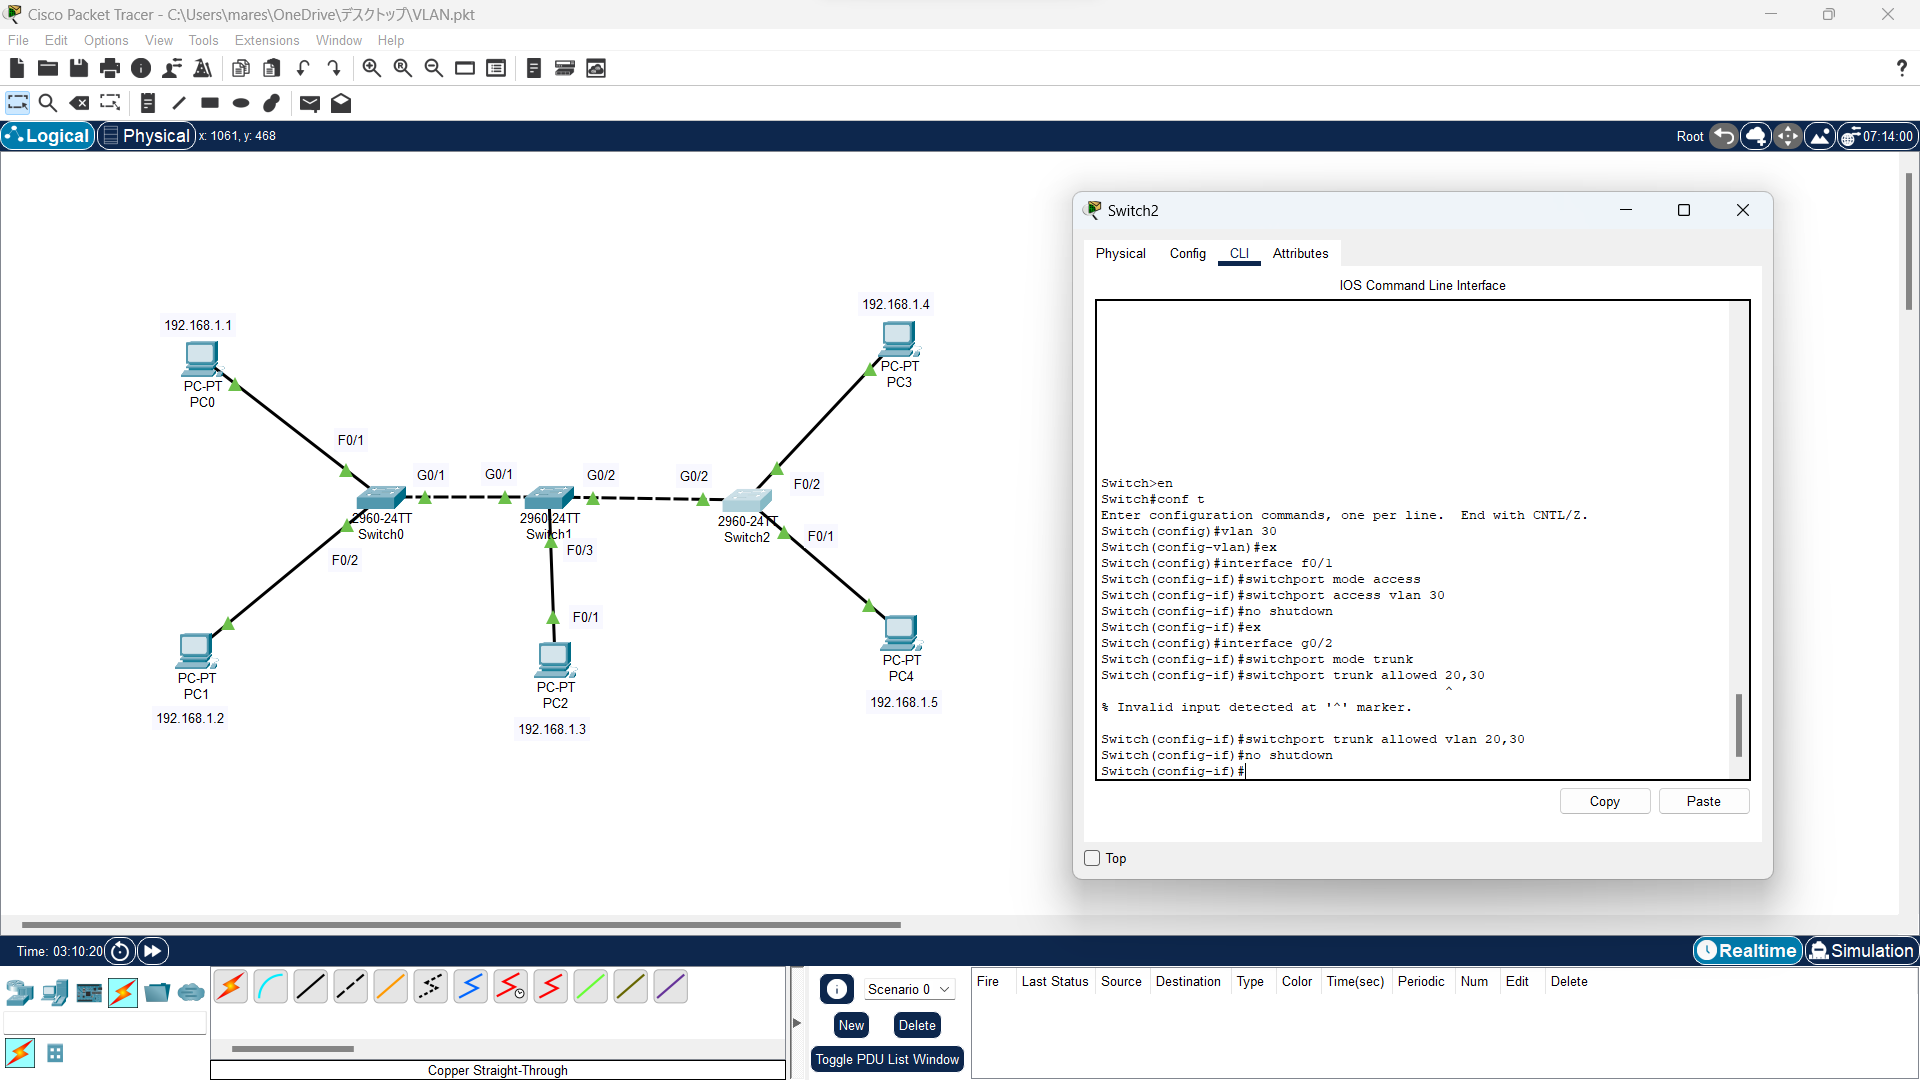 Cisco Packet Tracer - C:\Users\mares\OneDrive\デスクトップ\VLAN.pkt
File Edit Options View Tools Extensions Window Help
Logical Physical x: 1061, y: 468 Root 07:14:00
192.168.1.1
PC-PT
PC0
F0/1
G0/1
G0/1
G0/2
G0/2
192.168.1.4
PC-PT
PC3
F0/2
2960-24TT
Switch0
2960-24TT
Switch1
2960-24TT
Switch2
F0/1
F0/3
F0/2
F0/1
PC-PT
PC1
192.168.1.2
PC-PT
PC2
192.168.1.3
PC-PT
PC4
192.168.1.5
Switch2
Physical Config CLI Attributes
IOS Command Line Interface
Switch>en
Switch#conf t
Enter configuration commands, one per line. End with CNTL/Z.
Switch(config)#vlan 30
Switch(config-vlan)#ex
Switch(config)#interface f0/1
Switch(config-if)#switchport mode access
Switch(config-if)#switchport access vlan 30
Switch(config-if)#no shutdown
Switch(config-if)#ex
Switch(config)#interface g0/2
Switch(config-if)#switchport mode trunk
Switch(config-if)#switchport trunk allowed 20,30
^
% Invalid input detected at '^' marker.
Switch(config-if)#switchport trunk allowed vlan 20,30
Switch(config-if)#no shutdown
Switch(config-if)#
Copy Paste
Top
Time: 03:10:20
Realtime Simulation
Scenario 0
New Delete
Toggle PDU List Window
Fire Last Status Source Destination Type Color Time(sec) Periodic Num Edit Delete
Copper Straight-Through